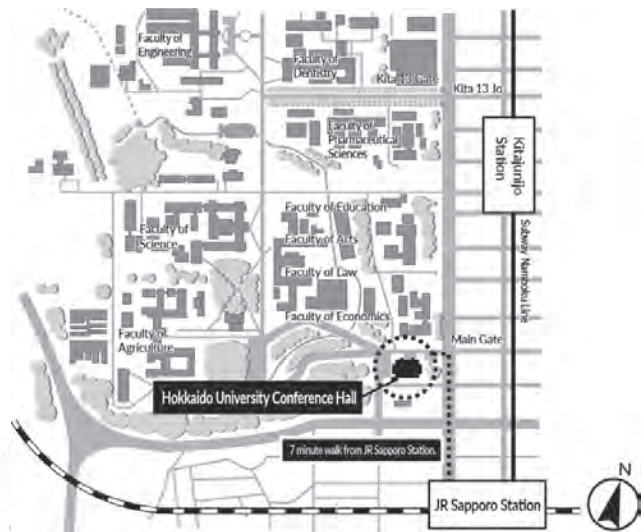 Faculty of
Engineering
Faculty of
Dentistry
Kita 13 Gate
Kita 13 Jo
Faculty of
Pharmaceutical
Sciences
Kitajunijo
Station
Faculty of Education
Faculty of
Science
Faculty of Arts
Faculty of Law
Subway Namboku Line
Faculty of Economics
Faculty of
Agriculture
Main Gate
Hokkaido University Conference Hall
7 minute walk from JR Sapporo Station.
N
JR Sapporo Station